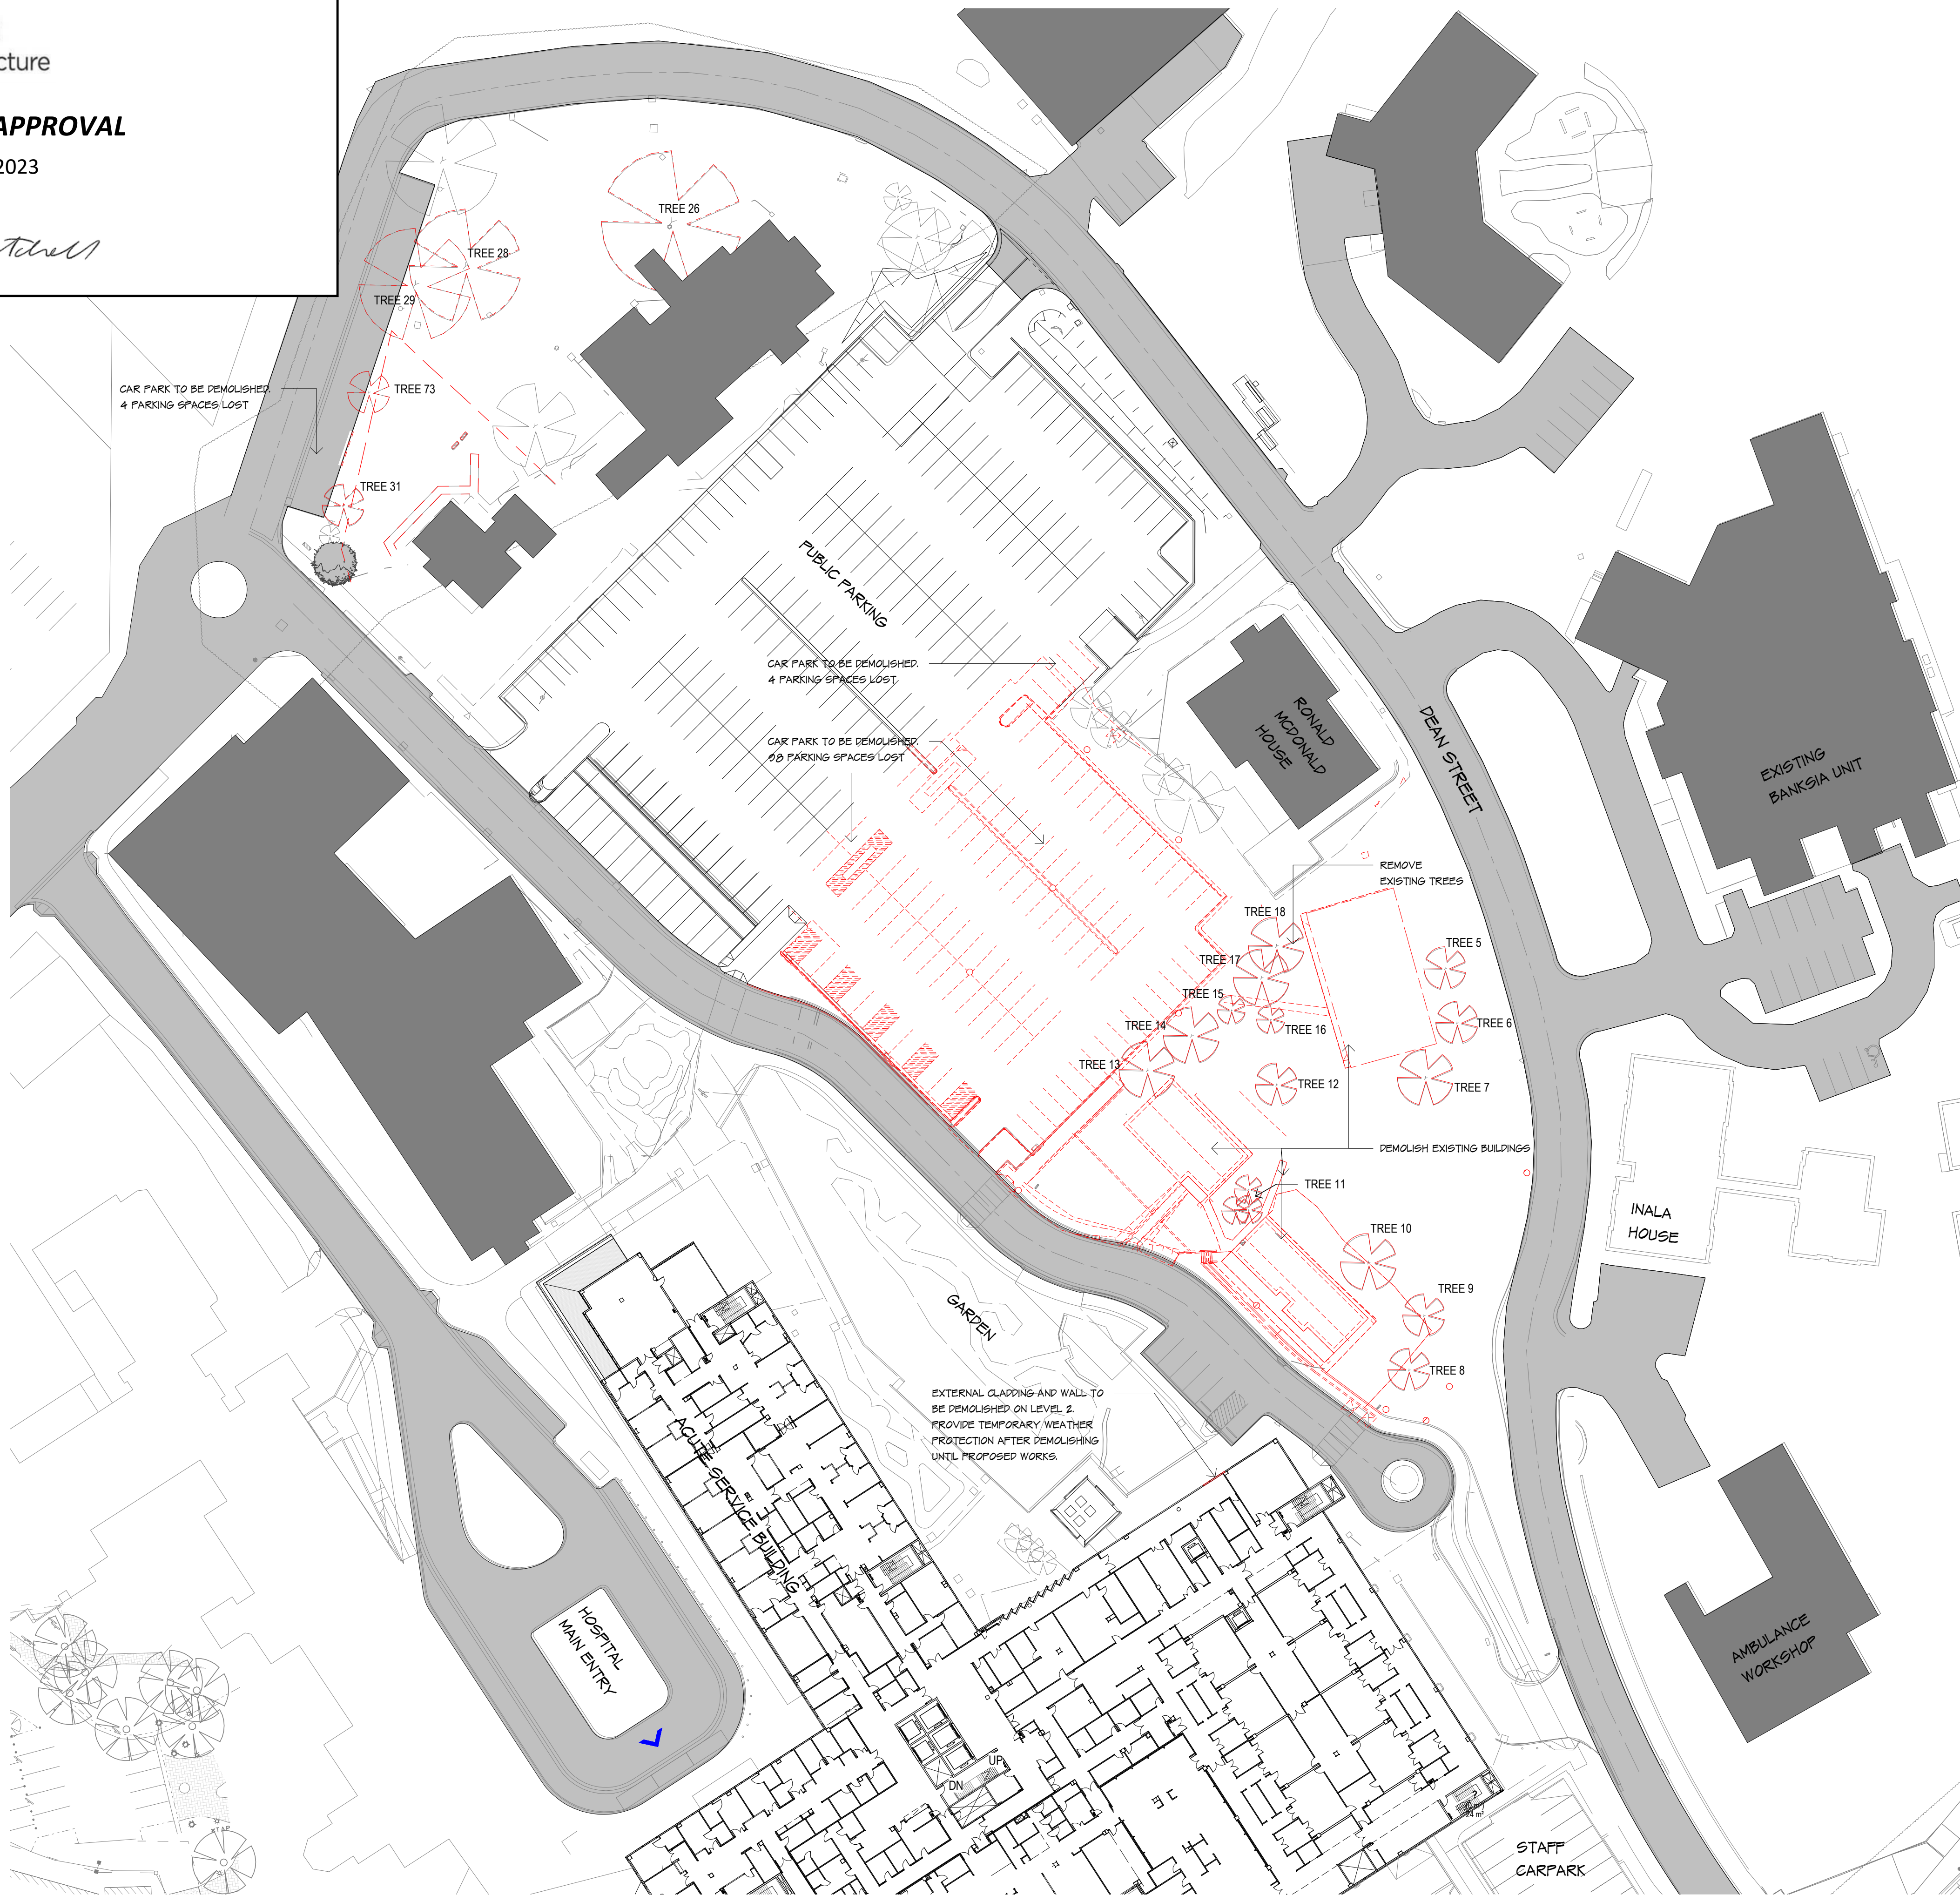 cture
APPROVAL
2023
TREE 26
TREE 28
TREE 29
CAR PARK TO BE DEMOLISHED.
4 PARKING SPACES LOST
TREE 73
TREE 31
PUBLIC PARKING
CAR PARK TO BE DEMOLISHED.
4 PARKING SPACES LOST
CAR PARK TO BE DEMOLISHED.
98 PARKING SPACES LOST
RONALD
MCDONALD
HOUSE
DEAN STREET
EXISTING
BANKSIA UNIT
REMOVE
EXISTING TREES
TREE 18
TREE 5
TREE 17
TREE 15
TREE 6
TREE 14
TREE 16
TREE 13
TREE 12
TREE 7
DEMOLISH EXISTING BUILDINGS
TREE 11
TREE 10
INALA
HOUSE
TREE 9
GARDEN
TREE 8
EXTERNAL CLADDING AND WALL TO
BE DEMOLISHED ON LEVEL 2.
PROVIDE TEMPORARY WEATHER
PROTECTION AFTER DEMOLISHING
UNTIL PROPOSED WORKS.
ACUTE SERVICE BUILDING
HOSPITAL
MAIN ENTRY
AMBULANCE
WORKSHOP
UP
DN
24 m²
STAFF
CARPARK